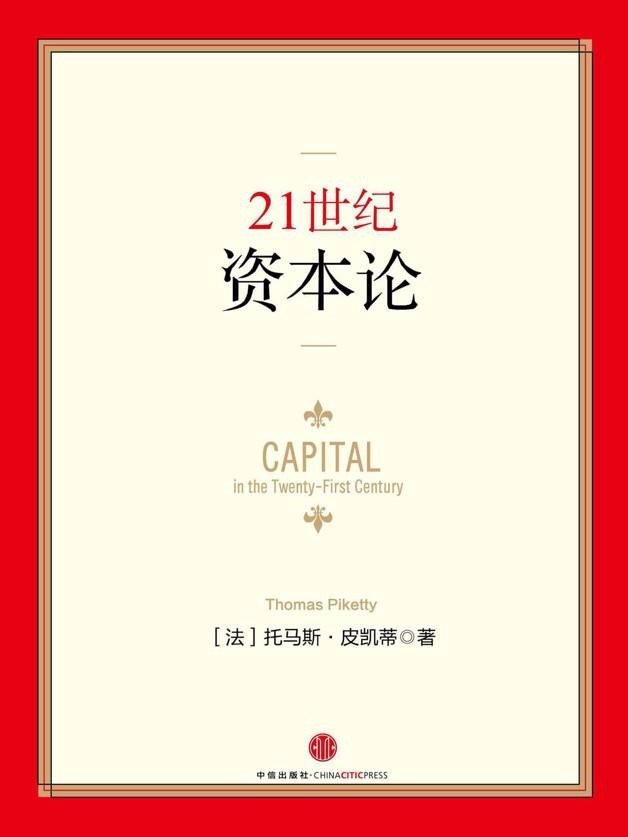 21世纪
资本论
CAPITAL
in the Twenty-First Century
Thomas Piketty
[法]托马斯·皮凯蒂◎著
中信出版社·CHINACITICPRESS